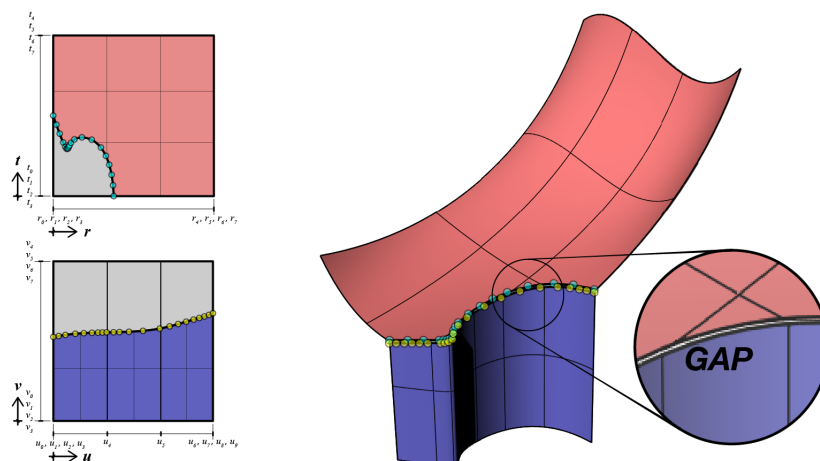 t₄
t₅
t₆
t₇
t
t₀
t₁
t₂
t₃
r₀, r₁, r₂, r₃
r₄, r₅, r₆, r₇
r
v₄
v₅
v₆
v₇
v
v₀
v₁
v₂
v₃
u₀, u₁, u₂, u₃
u₄
u₅
u₆, u₇, u₈, u₉
u
GAP